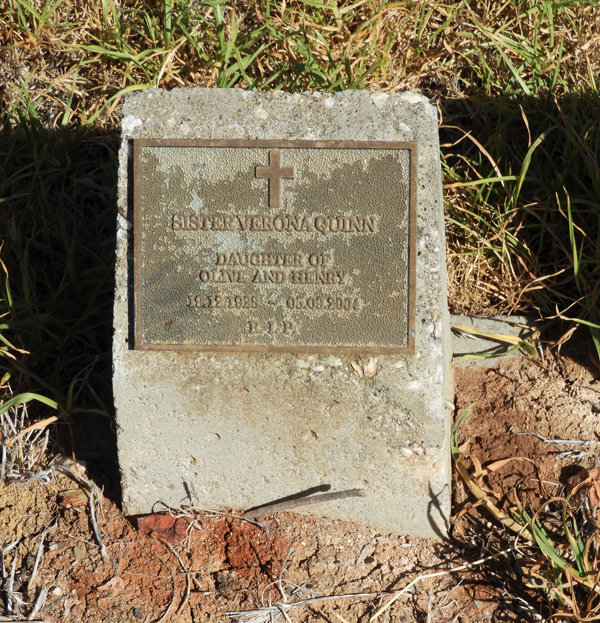 SISTER VERONA QUINN
DAUGHTER OF
OLIVE AND HENRY
R.I.P.